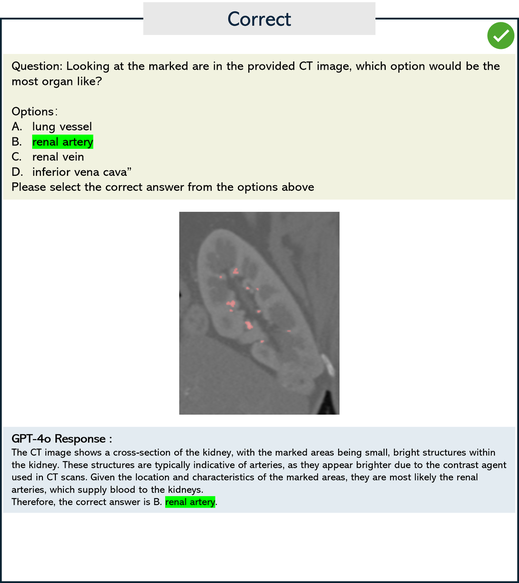 Correct
Question: Looking at the marked are in the provided CT image, which option would be the
most organ like?
Options:
A. lung vessel
B. renal artery
C. renal vein
D. inferior vena cava”
Please select the correct answer from the options above
GPT-4o Response :
The CT image shows a cross-section of the kidney, with the marked areas being small, bright structures within
the kidney. These structures are typically indicative of arteries, as they appear brighter due to the contrast agent
used in CT scans. Given the location and characteristics of the marked areas, they are most likely the renal
arteries, which supply blood to the kidneys.
Therefore, the correct answer is B. renal artery.